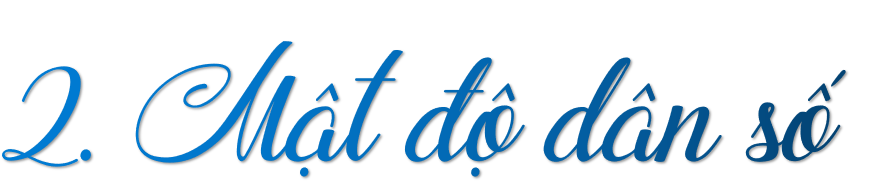 2. Mật độ dân số